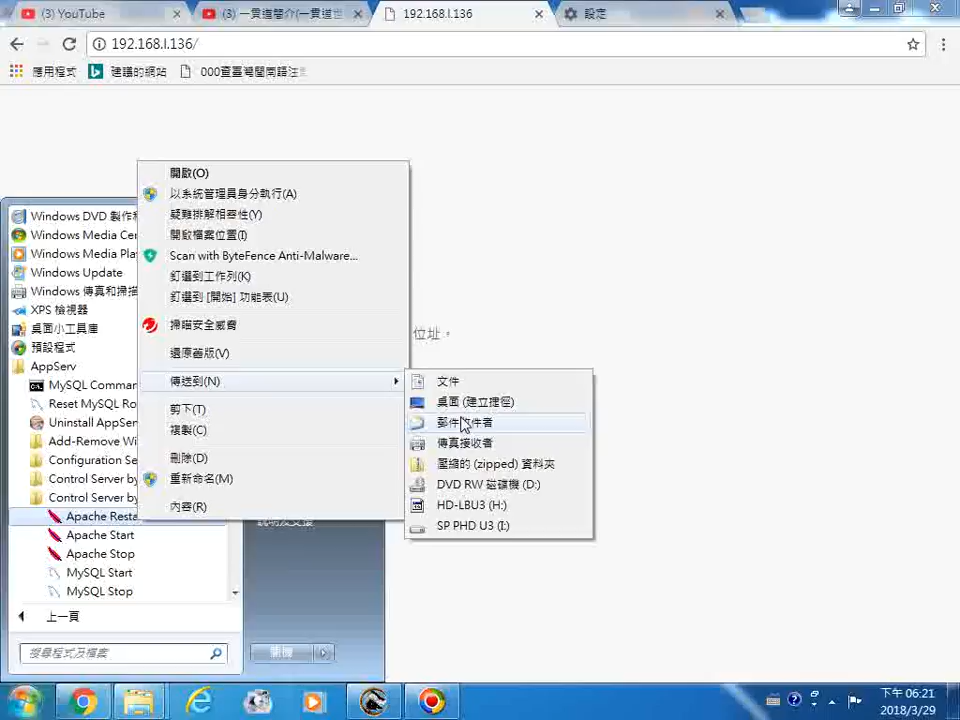 (3) YouTube
(3) 一貫道簡介(一貫道世
192.168.l.136
設定
192.168.l.136/
應用程式
建議的網站
000查臺灣閩南語注音
開啟(O)
以系統管理員身分執行(A)
疑難排解相容性(Y)
開啟檔案位置(I)
Scan with ByteFence Anti-Malware...
釘選到工作列(K)
釘選到 [開始] 功能表(U)
掃瞄安全威脅
還原舊版(V)
傳送到(N)
剪下(T)
複製(C)
刪除(D)
重新命名(M)
內容(R)
位址。
文件
桌面 (建立捷徑)
郵件收件者
傳真接收者
壓縮的 (zipped) 資料夾
DVD RW 磁碟機 (D:)
HD-LBU3 (H:)
SP PHD U3 (I:)
Windows DVD 製作
Windows Media Cen
Windows Media Play
Windows Update
Windows 傳真和掃描
XPS 檢視器
桌面小工具庫
預設程式
AppServ
MySQL Comman
Reset MySQL Ro
Uninstall AppSer
Add-Remove Wi
Configuration Se
Control Server by
Control Server by
Apache Resta
Apache Start
Apache Stop
MySQL Start
MySQL Stop
上一頁
搜尋程式及檔案
說明及支援
關機
下午 06:21
2018/3/29